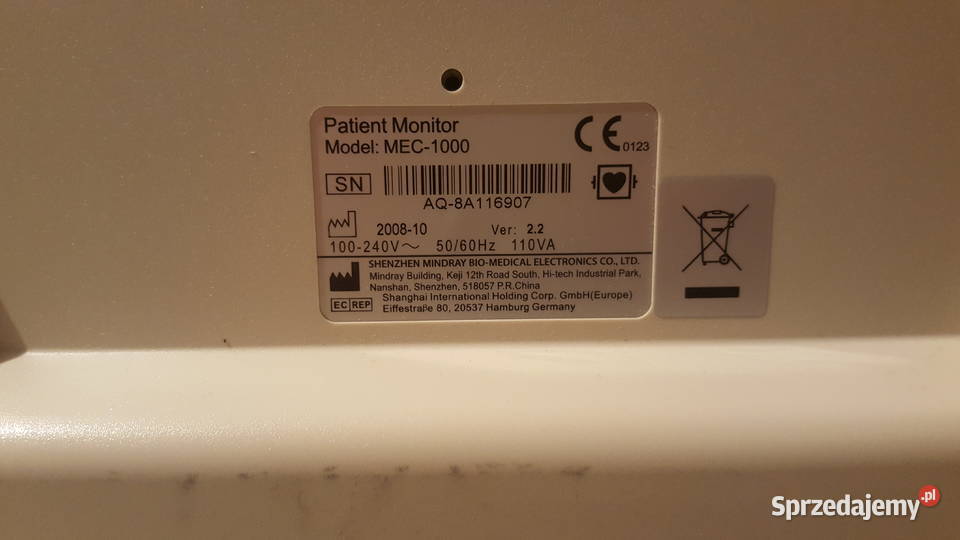 Patient Monitor
Model: MEC-1000
CE 0123
SN
AQ-8A116907
2008-10 Ver: 2.2
100-240V~ 50/60Hz 110VA
SHENZHEN MINDRAY BIO-MEDICAL ELECTRONICS CO., LTD.
Mindray Building, Keji 12th Road South, Hi-tech Industrial Park,
Nanshan, Shenzhen, 518057 P.R.China
EC REP Shanghai International Holding Corp. GmbH(Europe)
Eiffestraße 80, 20537 Hamburg Germany
Sprzedajemy.pl